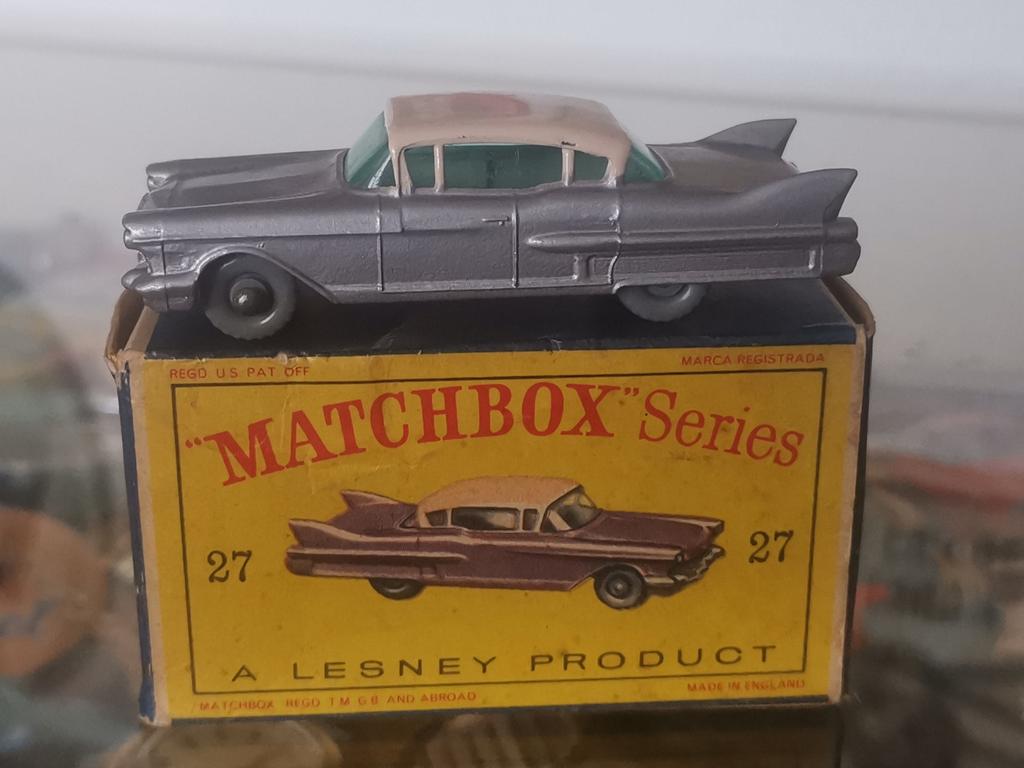 REGD U.S PAT OFF MARCA REGISTRADA
"MATCHBOX" Series
27 27
A LESNEY PRODUCT
MATCHBOX REGD T M G B AND ABROAD MADE IN ENGLAND